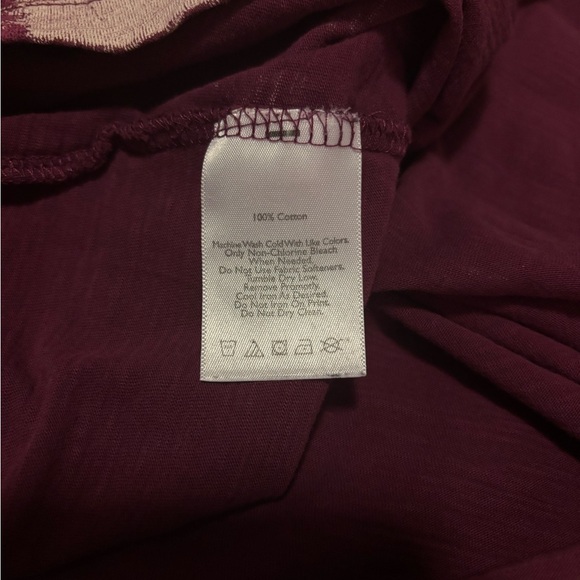 100% Cotton
Machine Wash Cold With Like Colors.
Only Non-Chlorine Bleach
When Needed.
Do Not Use Fabric Softeners.
Tumble Dry Low.
Remove Promptly.
Cool Iron As Desired.
Do Not Iron On Print.
Do Not Dry Clean.